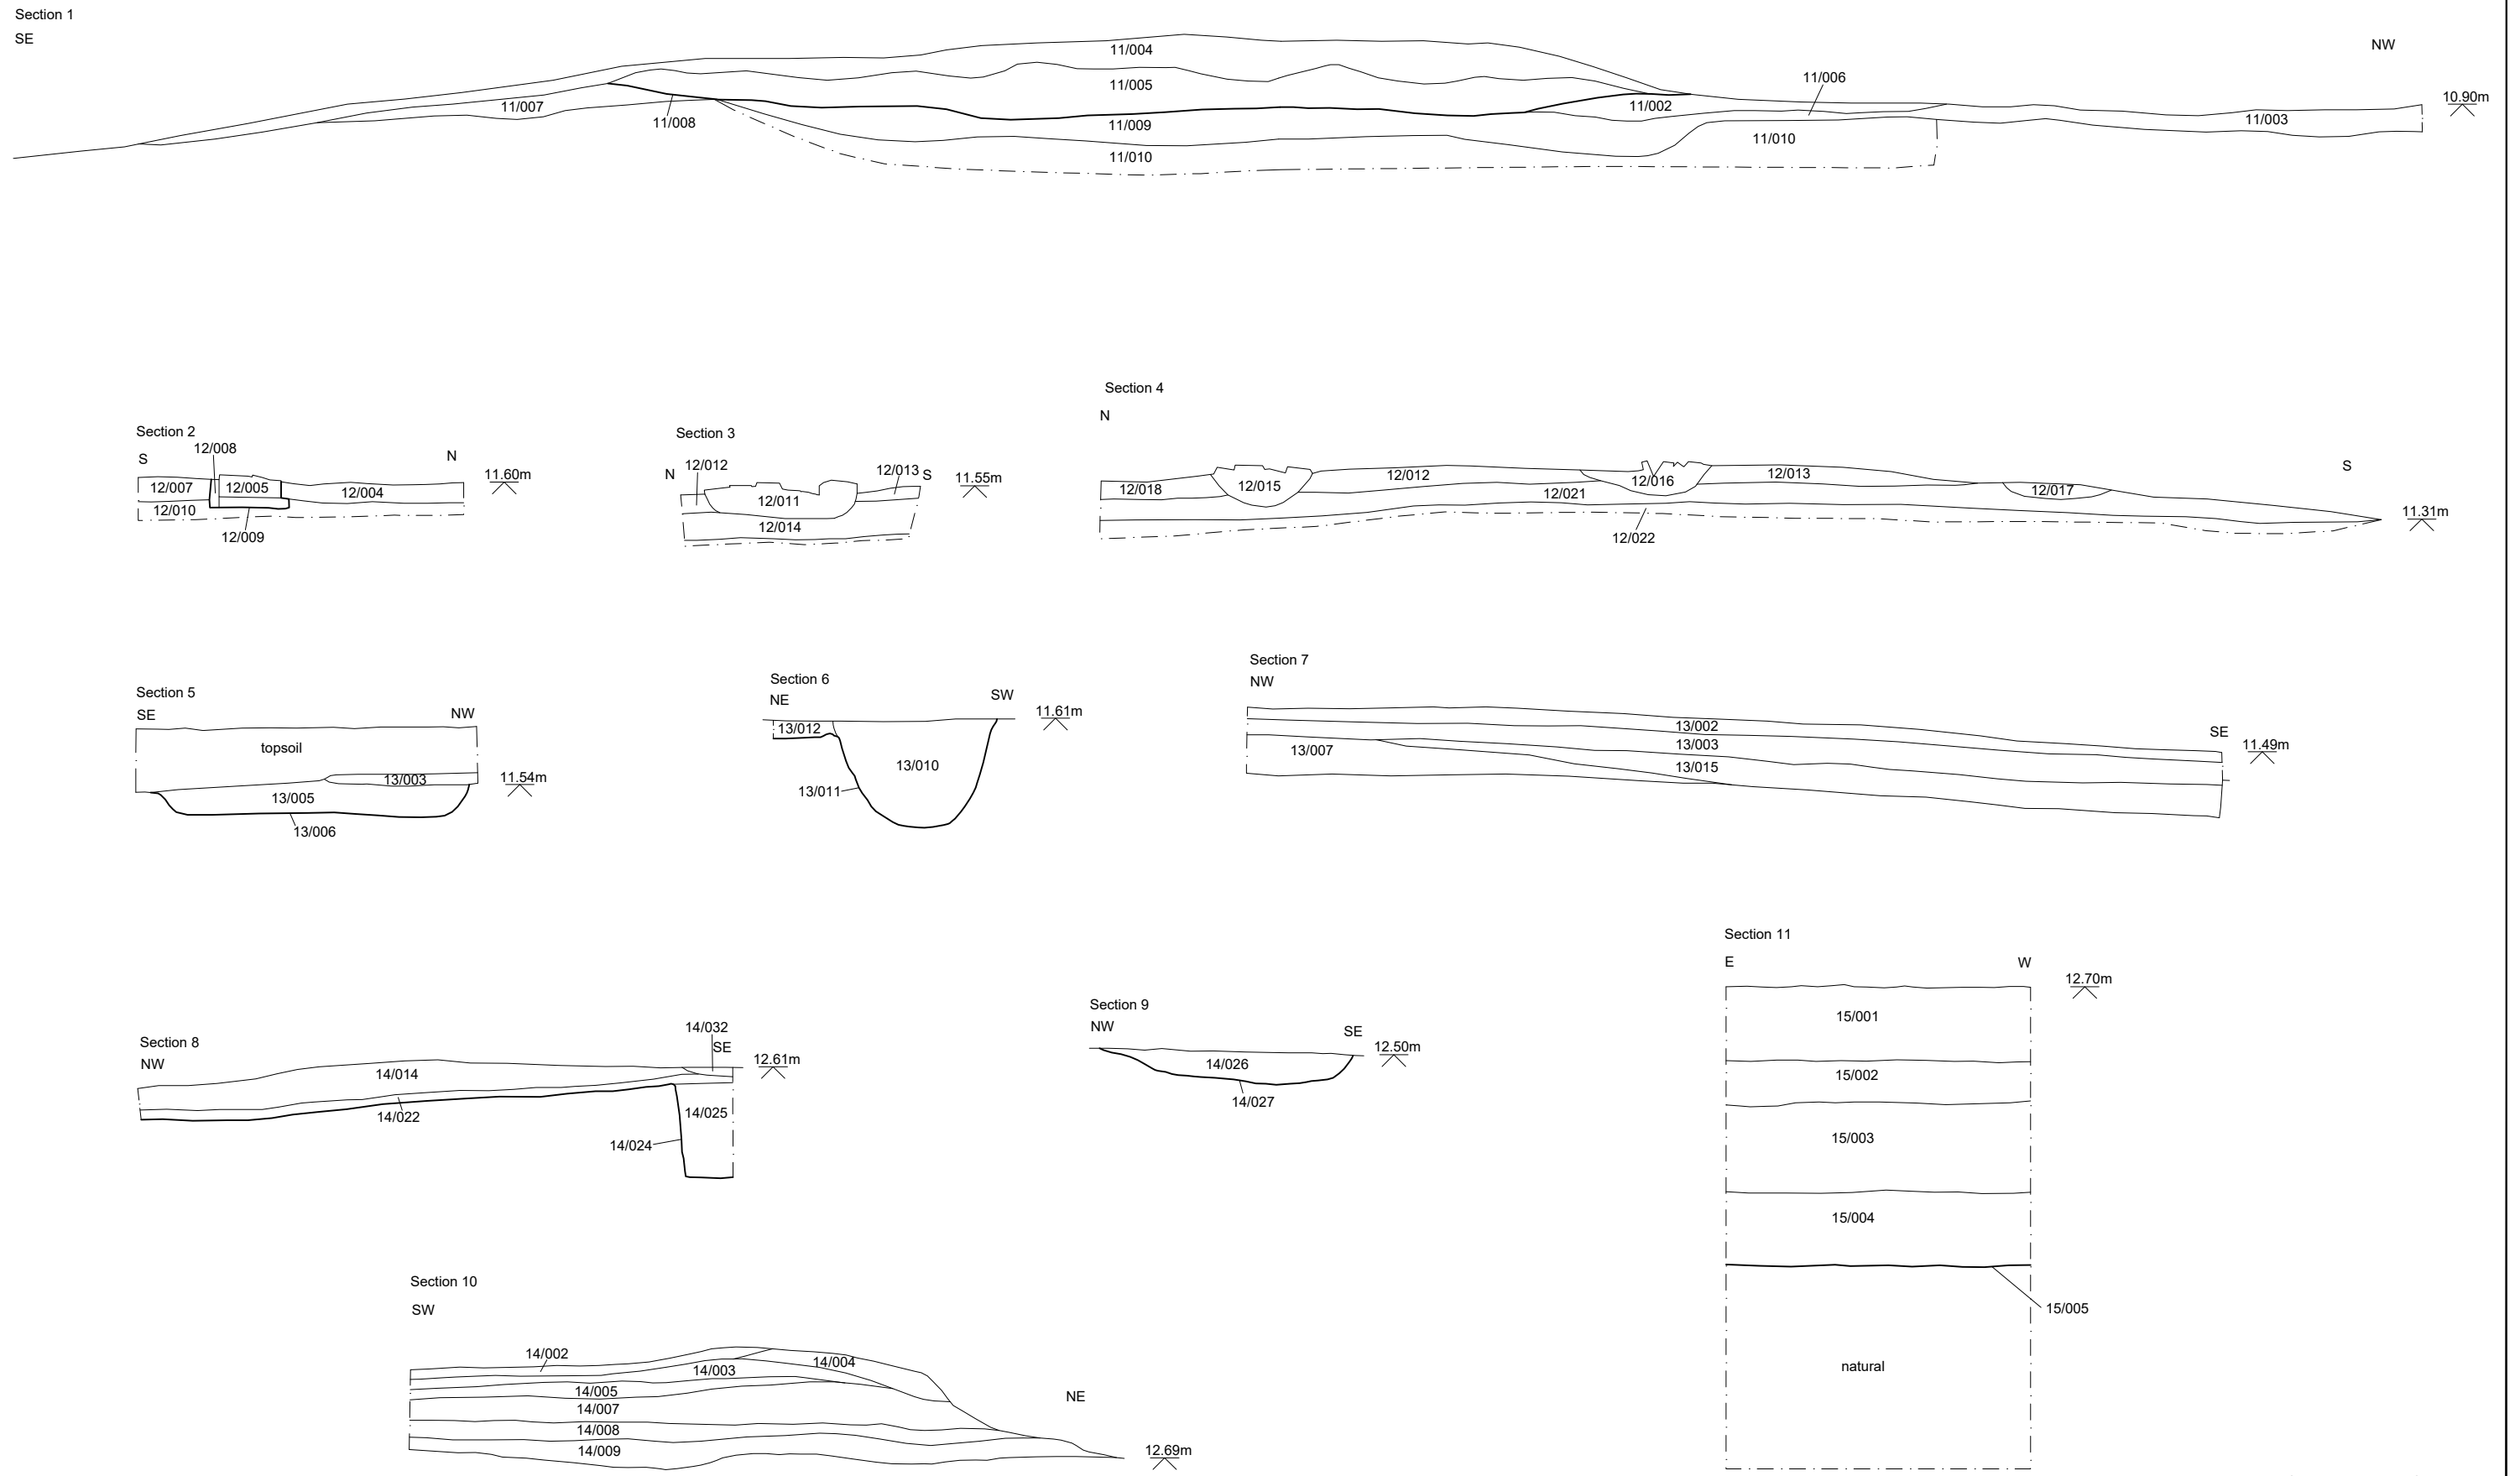 Section 1
SE
NW
11/004
11/005
11/006
11/007
11/008
11/002
11/009
11/010
11/010
11/003
10.90m
Section 2
S
N
12/008
12/007
12/005
12/004
12/010
12/009
11.60m
Section 3
N
S
12/012
12/013
12/011
12/014
11.55m
Section 4
N
S
12/018
12/015
12/012
12/021
12/016
12/013
12/017
12/022
11.31m
Section 5
SE
NW
topsoil
13/003
13/005
13/006
11.54m
Section 6
NE
SW
13/012
13/010
13/011
11.61m
Section 7
NW
SE
13/002
13/003
13/007
13/015
11.49m
Section 8
NW
SE
14/032
14/014
14/022
14/025
14/024
12.61m
Section 9
NW
SE
14/026
14/027
12.50m
Section 11
E
W
12.70m
15/001
15/002
15/003
15/004
15/005
natural
Section 10
SW
NE
14/002
14/003
14/004
14/005
14/007
14/008
14/009
12.69m